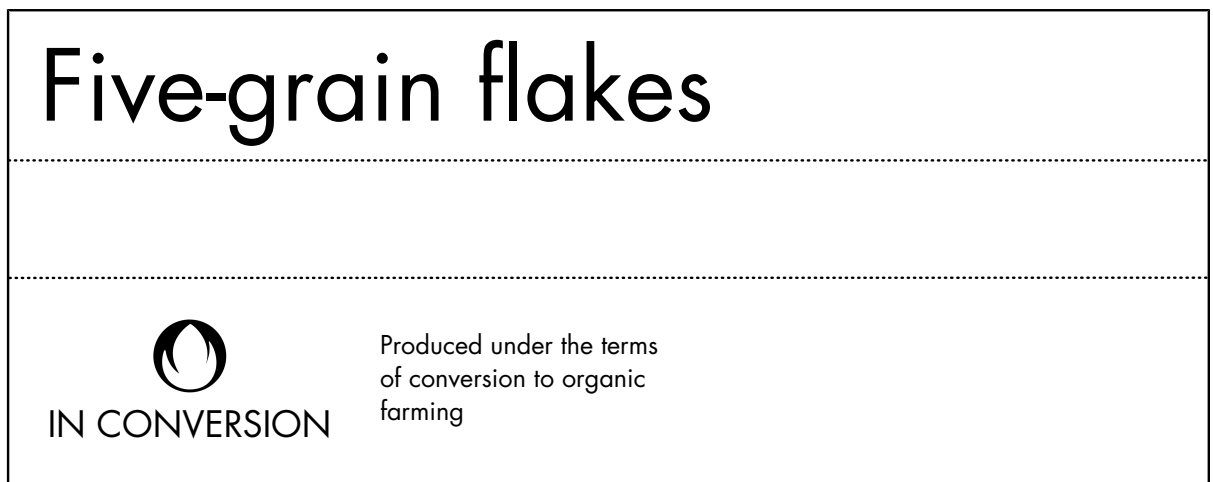 Five-grain flakes
IN CONVERSION
Produced under the terms
of conversion to organic
farming